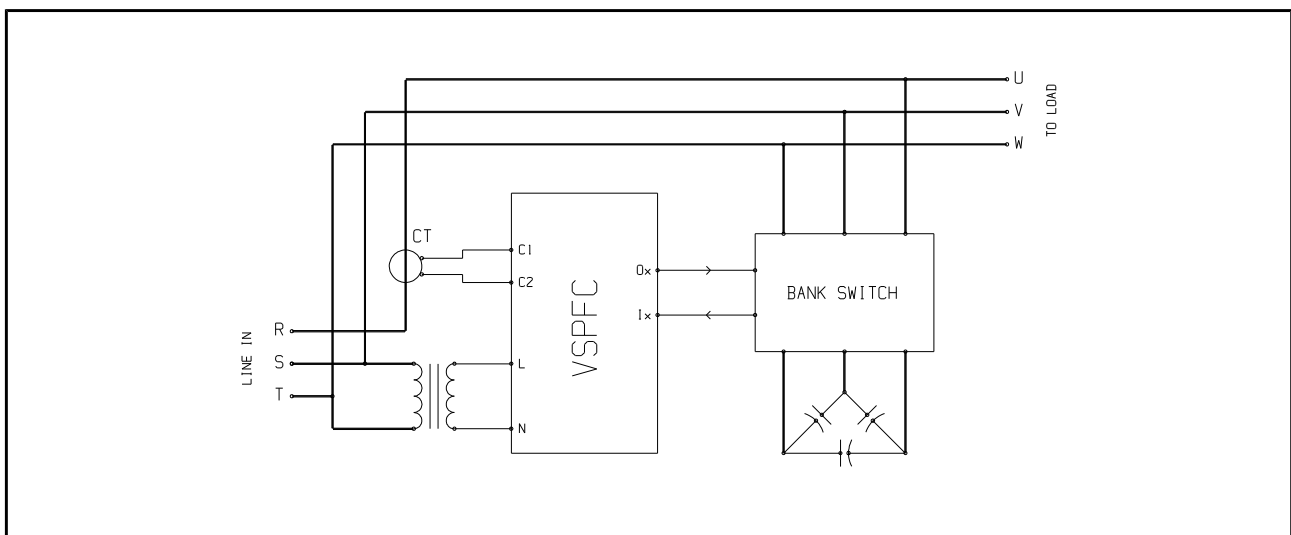 U
V
W
TO LOAD
CT
C1
C2
Ox
Ix
VSPFC
BANK SWITCH
LINE IN
R
S
T
L
N